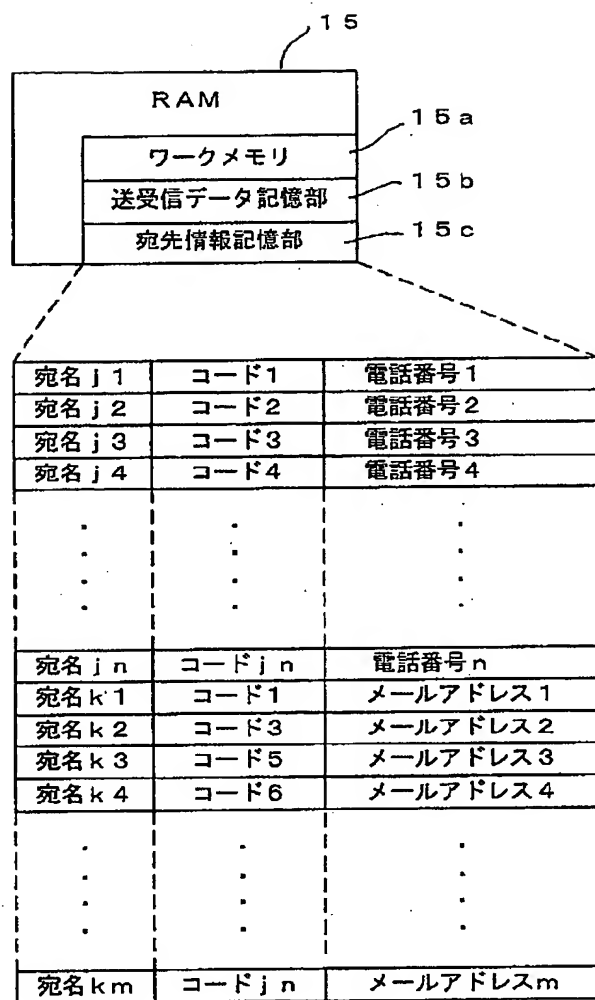 15
RAM
15a
ワークメモリ
15b
送受信データ記憶部
15c
宛先情報記憶部
宛名j1 コード1 電話番号1
宛名j2 コード2 電話番号2
宛名j3 コード3 電話番号3
宛名j4 コード4 電話番号4
宛名jn コードjn 電話番号n
宛名k1 コード1 メールアドレス1
宛名k2 コード3 メールアドレス2
宛名k3 コード5 メールアドレス3
宛名k4 コード6 メールアドレス4
宛名km コードjn メールアドレスm